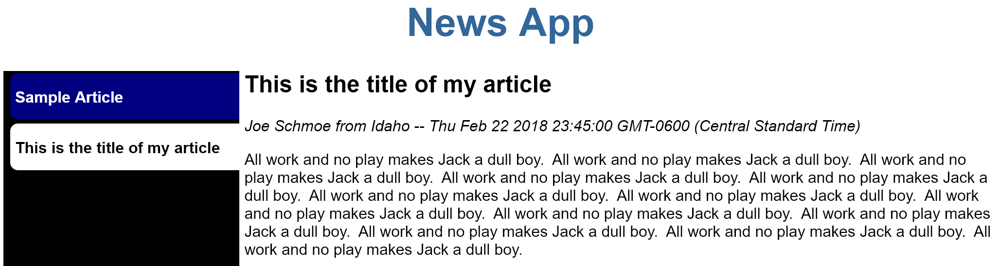 News App
Sample Article
This is the title of my article
This is the title of my article
Joe Schmoe from Idaho -- Thu Feb 22 2018 23:45:00 GMT-0600 (Central Standard Time)
All work and no play makes Jack a dull boy.  All work and no play makes Jack a dull boy.  All work and no
play makes Jack a dull boy.  All work and no play makes Jack a dull boy.  All work and no play makes Jack a
dull boy.  All work and no play makes Jack a dull boy.  All work and no play makes Jack a dull boy.  All work
and no play makes Jack a dull boy.  All work and no play makes Jack a dull boy.  All work and no play makes
Jack a dull boy.  All work and no play makes Jack a dull boy.  All work and no play makes Jack a dull boy.  All
work and no play makes Jack a dull boy.